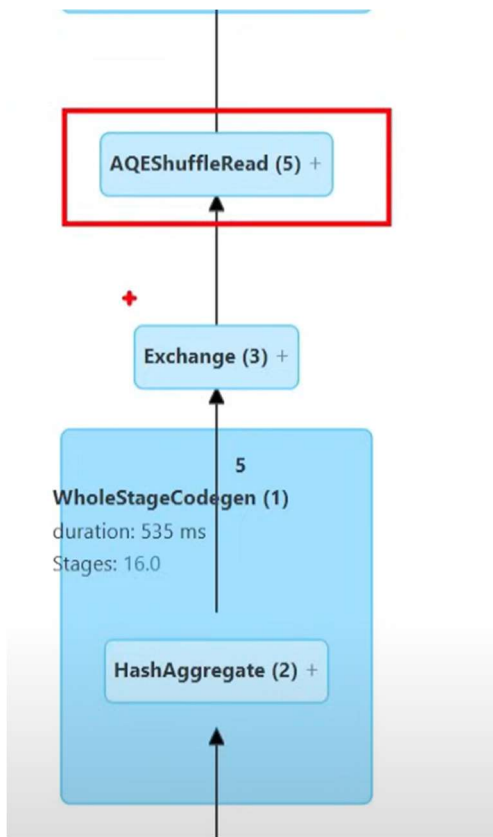 AQEShuffleRead (5) +
Exchange (3) +
5
WholeStageCodegen (1)
duration: 535 ms
Stages: 16.0
HashAggregate (2) +